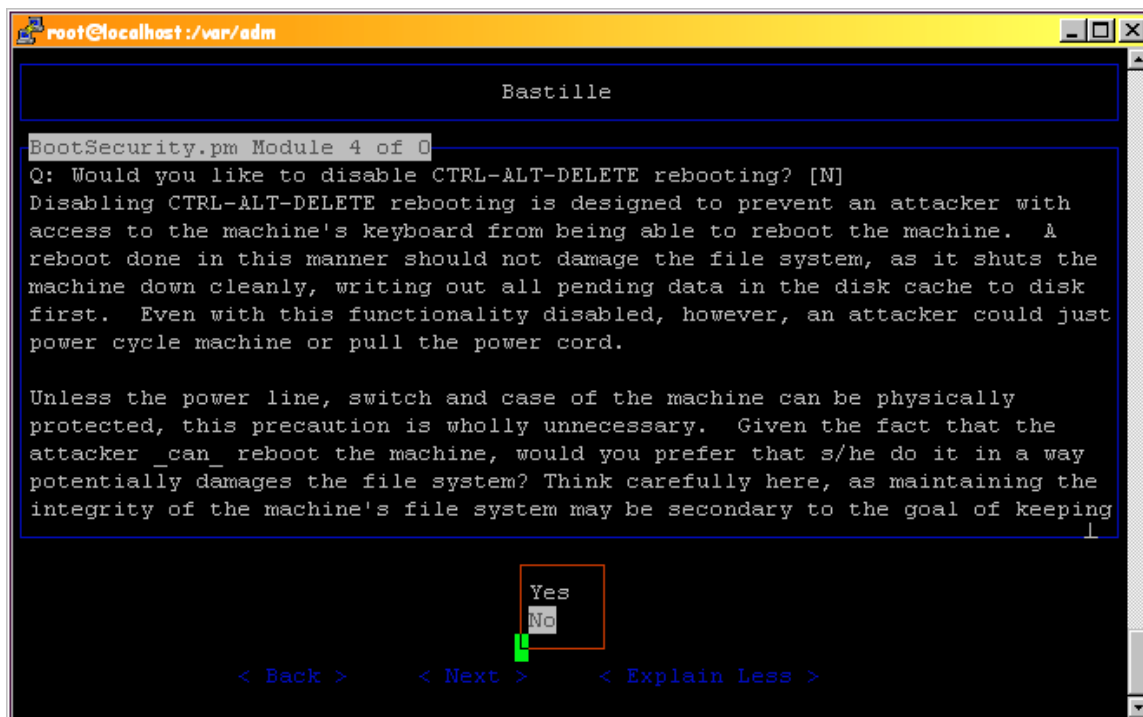 root@localhost:/var/adm
Bastille
BootSecurity.pm Module 4 of 0
Q: Would you like to disable CTRL-ALT-DELETE rebooting? [N]
Disabling CTRL-ALT-DELETE rebooting is designed to prevent an attacker with
access to the machine's keyboard from being able to reboot the machine.  A
reboot done in this manner should not damage the file system, as it shuts the
machine down cleanly, writing out all pending data in the disk cache to disk
first.  Even with this functionality disabled, however, an attacker could just
power cycle machine or pull the power cord.
Unless the power line, switch and case of the machine can be physically
protected, this precaution is wholly unnecessary.  Given the fact that the
attacker _can_ reboot the machine, would you prefer that s/he do it in a way
potentially damages the file system? Think carefully here, as maintaining the
integrity of the machine's file system may be secondary to the goal of keeping
Yes
No
< Back > < Next > < Explain Less >